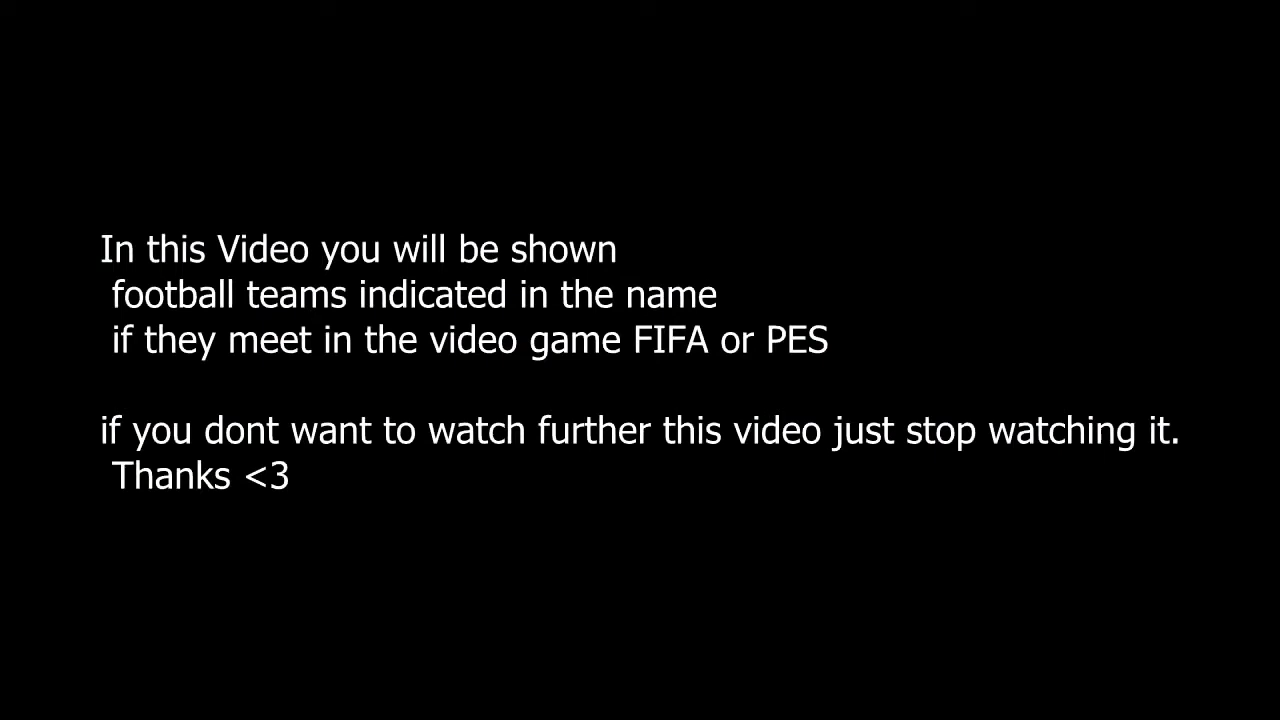 In this Video you will be shown
football teams indicated in the name
if they meet in the video game FIFA or PES
if you dont want to watch further this video just stop watching it.
Thanks <3